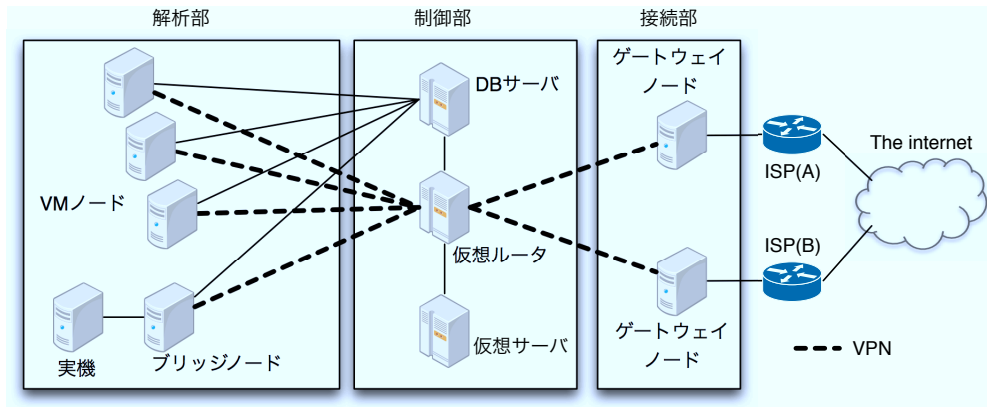 解析部
制御部
接続部
DBサーバ
ゲートウェイ
ノード
The internet
ISP(A)
VMノード
仮想ルータ
ISP(B)
実機
ブリッジノード
仮想サーバ
ゲートウェイ
ノード
VPN